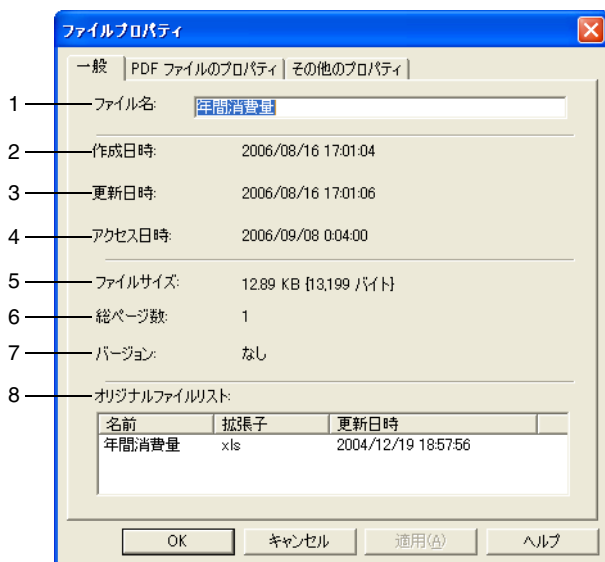 ファイルプロパティ
一般 PDF ファイルのプロパティ その他のプロパティ
1 ファイル名: 年間消費量
2 作成日時: 2006/08/16 17:01:04
3 更新日時: 2006/08/16 17:01:06
4 アクセス日時: 2006/09/08 0:04:00
5 ファイルサイズ: 12.89 KB {13,199 バイト}
6 総ページ数: 1
7 バージョン: なし
8 オリジナルファイルリスト:
名前 拡張子 更新日時
年間消費量 xls 2004/12/19 18:57:56
OK キャンセル 適用(A) ヘルプ